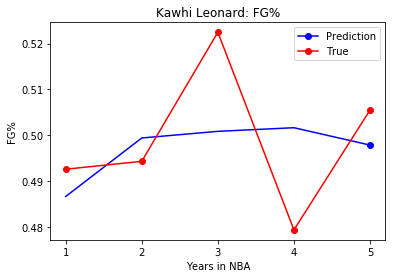 Kawhi Leonard: FG%
Prediction
True
0.52
0.51
0.50
0.49
0.48
FG%
1
2
3
4
5
Years in NBA